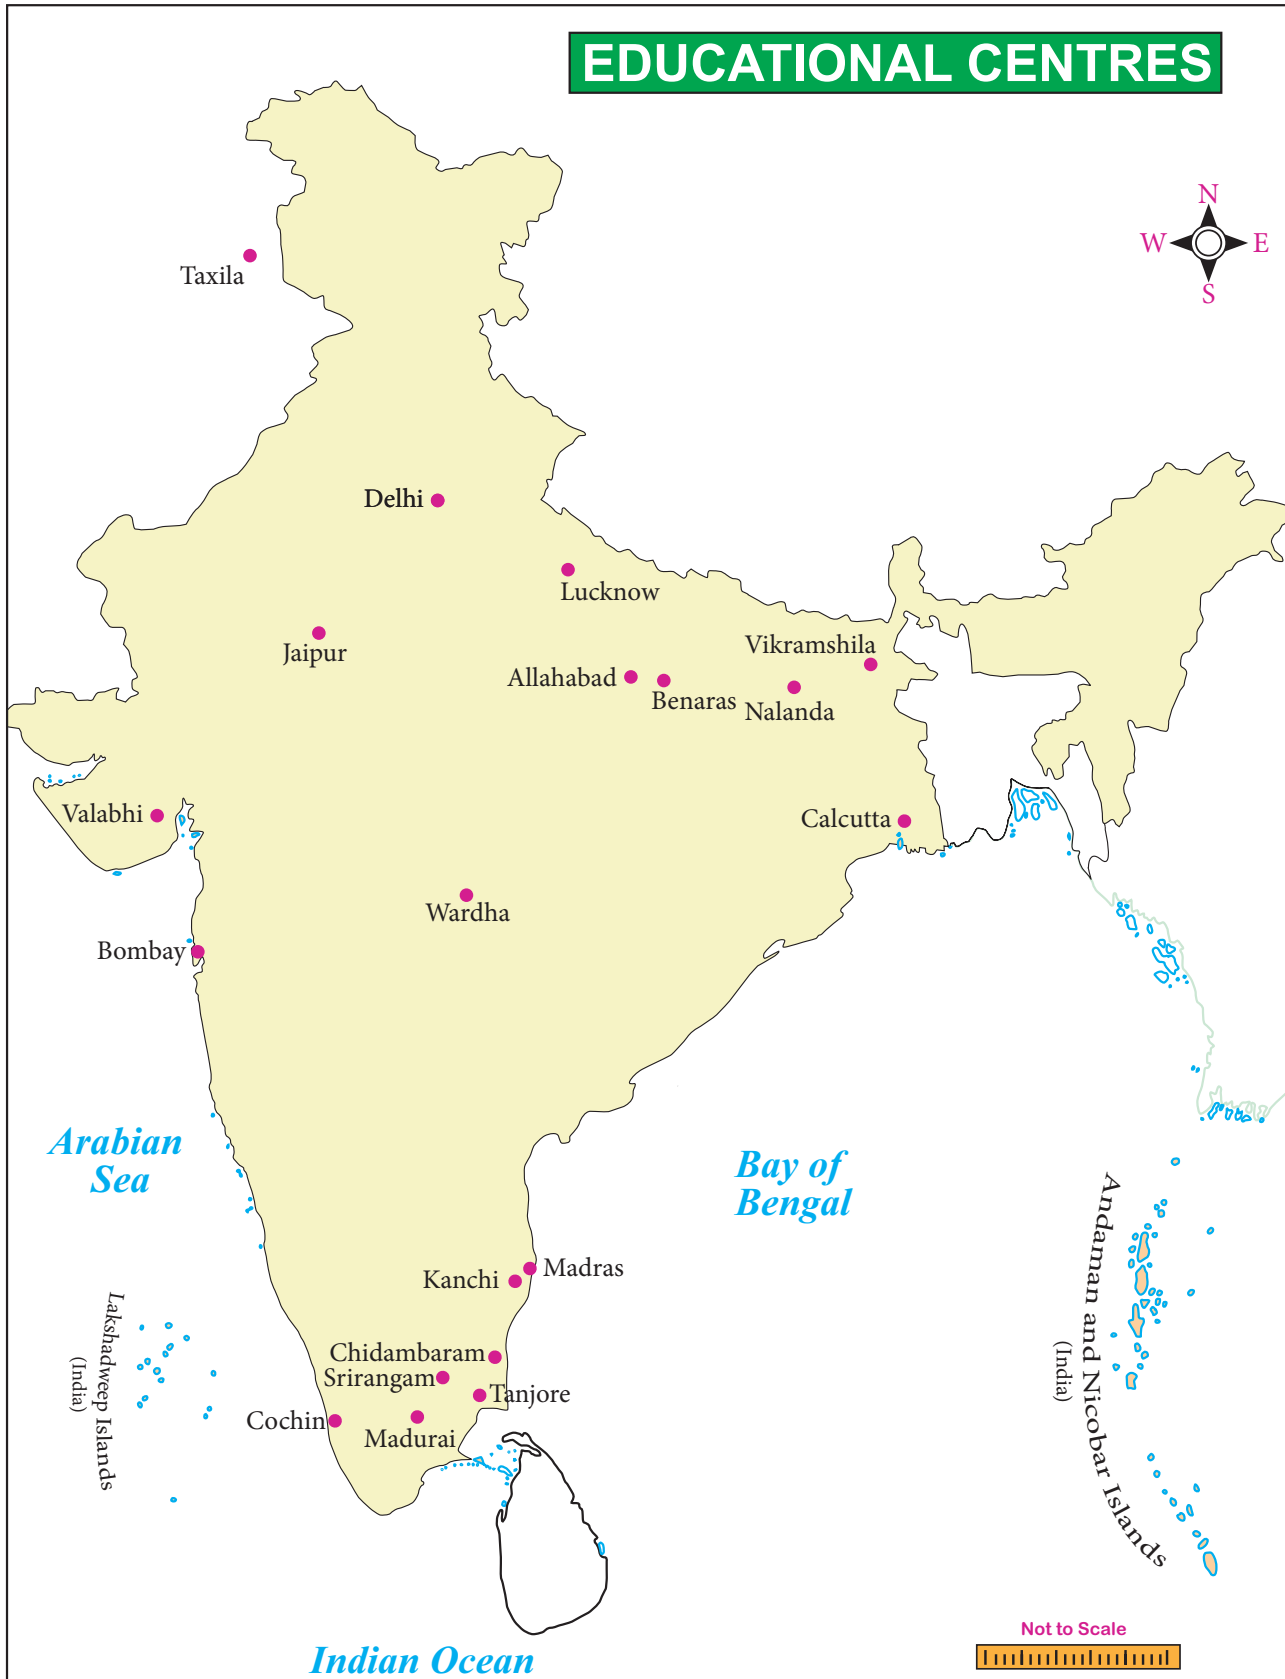 EDUCATIONAL CENTRES
N
W
E
S
Taxila
Delhi
Lucknow
Jaipur
Vikramshila
Allahabad
Benaras
Nalanda
Valabhi
Calcutta
Wardha
Bombay
Arabian
Sea
Bay of
Bengal
Kanchi
Madras
Chidambaram
Srirangam
Tanjore
Cochin
Madurai
Lakshadweep Islands
(India)
Andaman and Nicobar Islands
(India)
Not to Scale
Indian Ocean